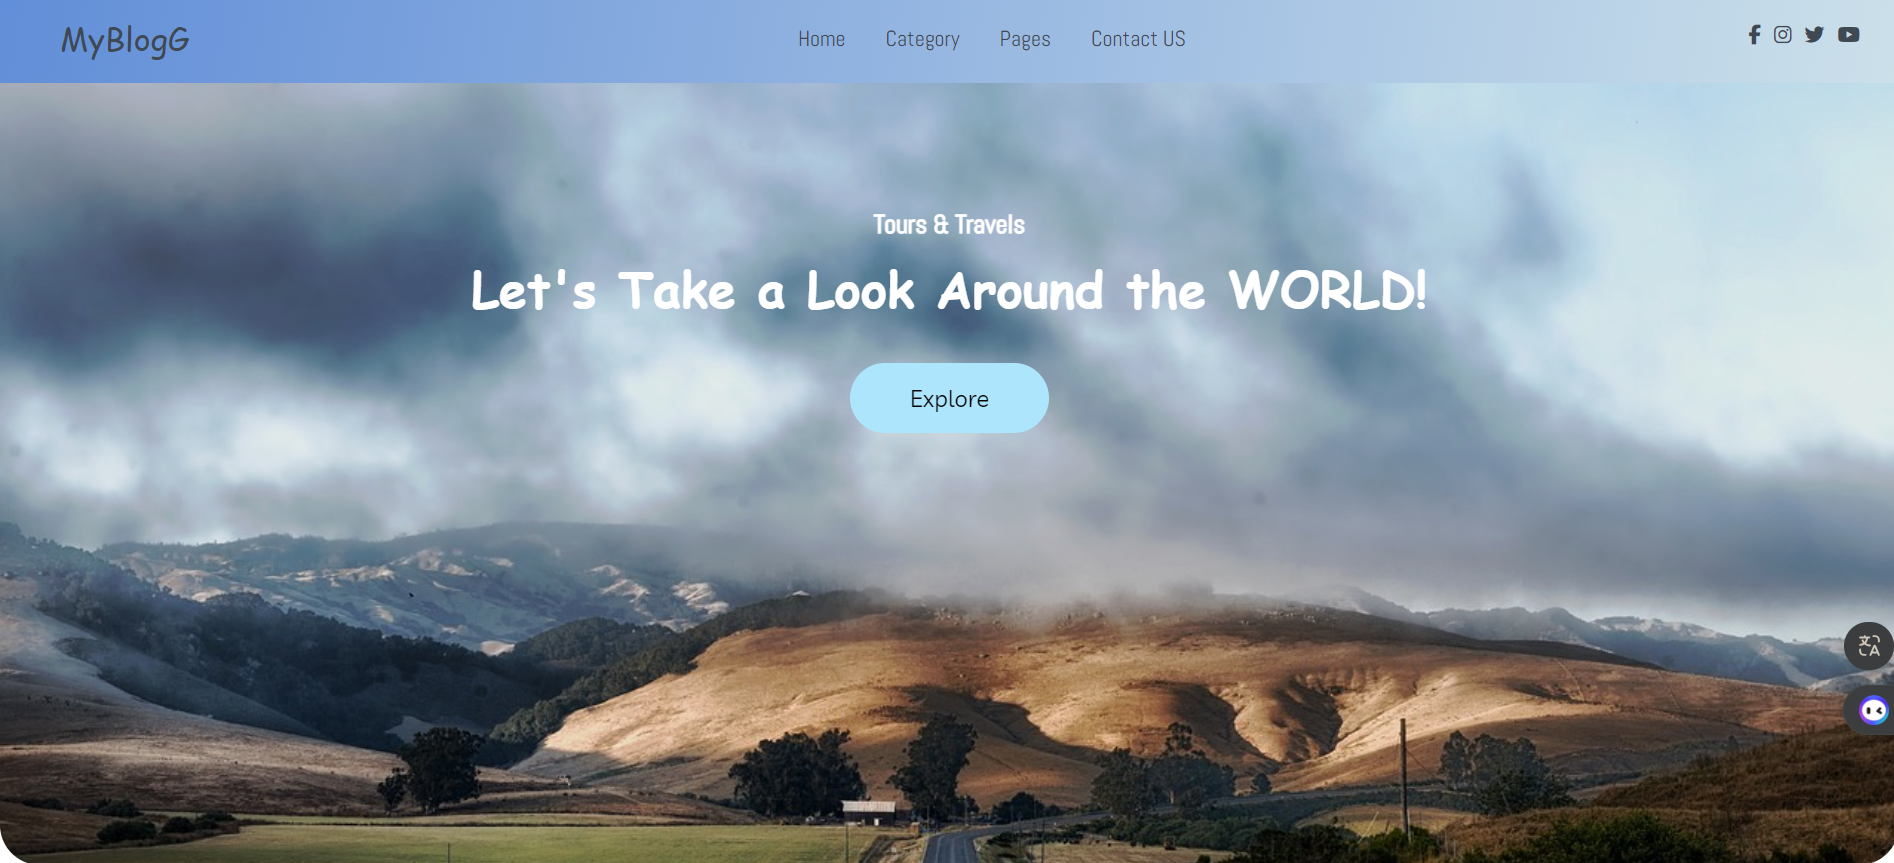 MyBlogG
Home Category Pages Contact US
Tours & Travels
Let's Take a Look Around the WORLD!
Explore